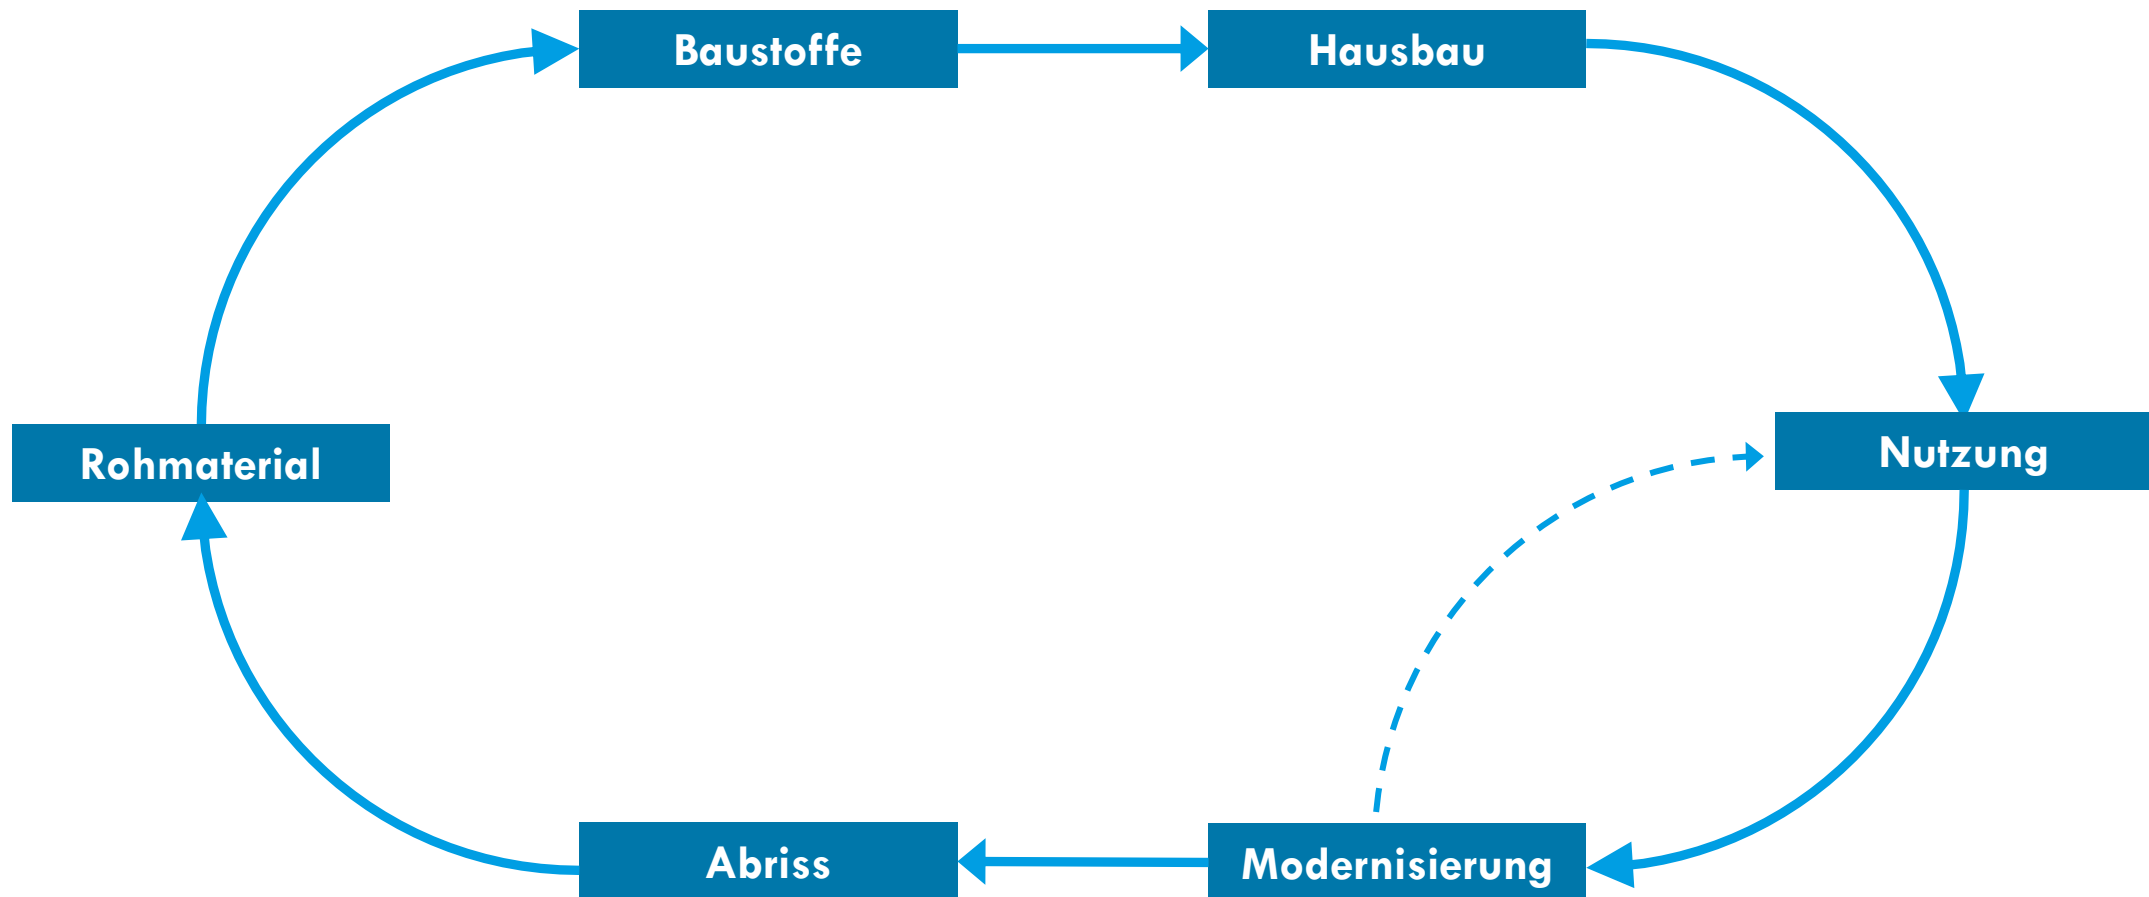 Baustoffe
Hausbau
Rohmaterial
Nutzung
Abriss
Modernisierung